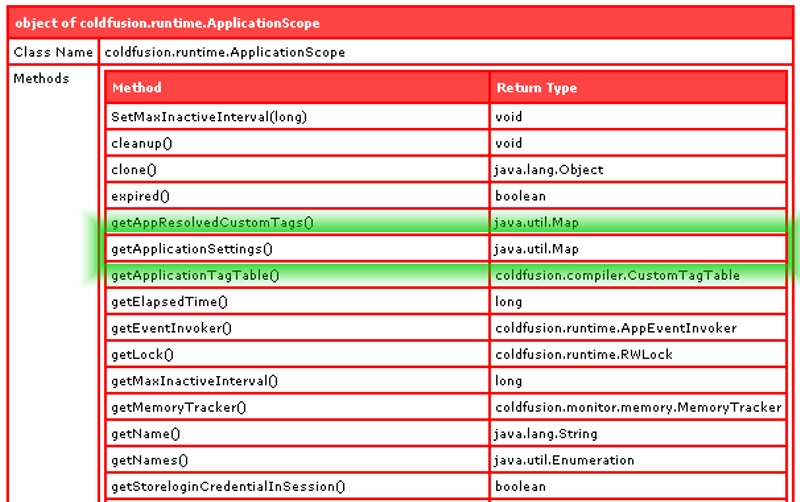 object of coldfusion.runtime.ApplicationScope
Class Name coldfusion.runtime.ApplicationScope
Methods
Method Return Type
SetMaxInactiveInterval(long) void
cleanup() void
clone() java.lang.Object
expired() boolean
getAppResolvedCustomTags() java.util.Map
getApplicationSettings() java.util.Map
getApplicationTagTable() coldfusion.compiler.CustomTagTable
getElapsedTime() long
getEventInvoker() coldfusion.runtime.AppEventInvoker
getLock() coldfusion.runtime.RWLock
getMaxInactiveInterval() long
getMemoryTracker() coldfusion.monitor.memory.MemoryTracker
getName() java.lang.String
getNames() java.util.Enumeration
getStoreloginCredentialInSession() boolean